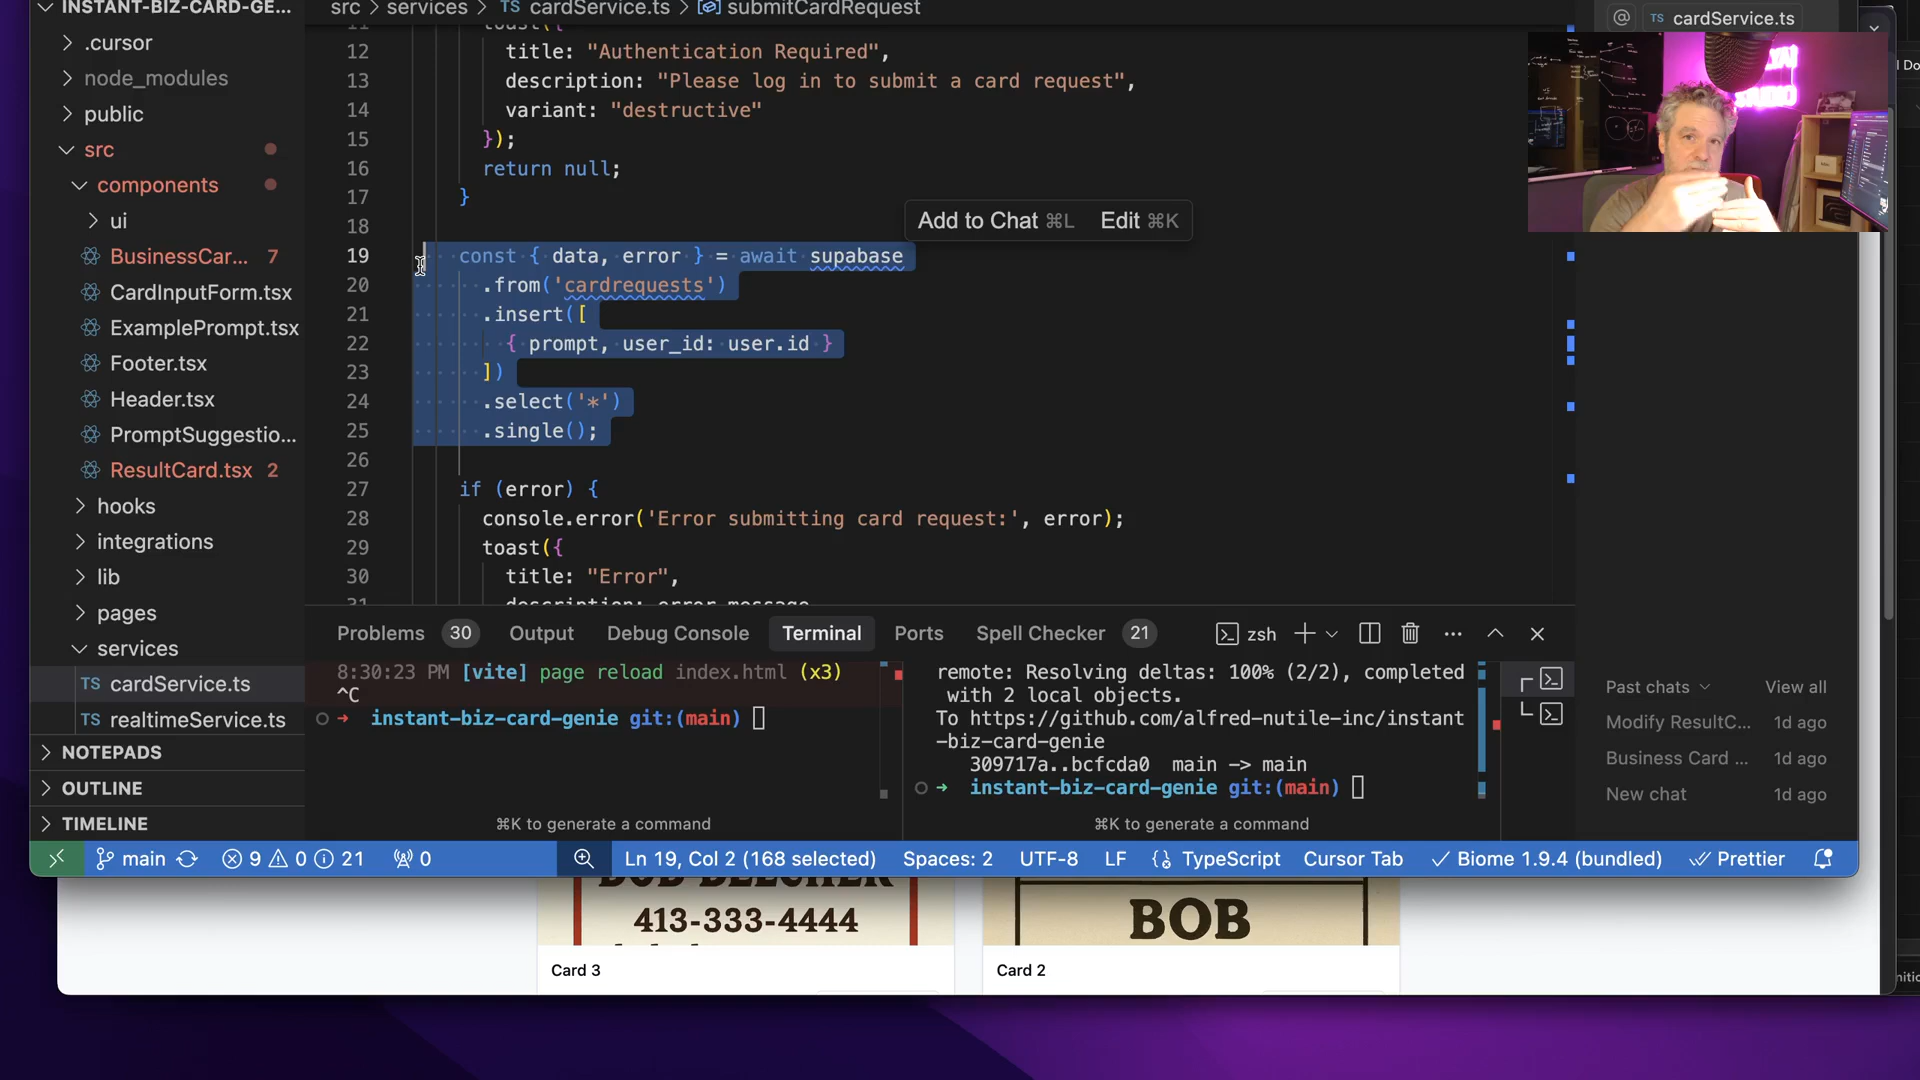 INSTANT-BIZ-CARD-GE...
.cursor
node_modules
public
src
components
ui
BusinessCar... 7
CardInputForm.tsx
ExamplePrompt.tsx
Footer.tsx
Header.tsx
PromptSuggestio...
ResultCard.tsx 2
hooks
integrations
lib
pages
services
TS cardService.ts
TS realtimeService.ts
NOTEPADS
OUTLINE
TIMELINE
src > services > TS cardService.ts > submitCardRequest
11 toast({
12 title: "Authentication Required",
13 description: "Please log in to submit a card request",
14 variant: "destructive"
15 });
16 return null;
17 }
18
Add to Chat ⌘L Edit ⌘K
19 const { data, error } = await supabase
20 .from('cardrequests')
21 .insert([
22 { prompt, user_id: user.id }
23 ])
24 .select('*')
25 .single();
26
27 if (error) {
28 console.error('Error submitting card request:', error);
29 toast({
30 title: "Error",
31 description: error.message,
@ TS cardService.ts
Problems 30 Output Debug Console Terminal Ports Spell Checker 21 zsh
8:30:23 PM [vite] page reload index.html (x3)
^C
instant-biz-card-genie git:(main)
⌘K to generate a command
remote: Resolving deltas: 100% (2/2), completed
with 2 local objects.
To https://github.com/alfred-nutile-inc/instant
-biz-card-genie
309717a..bcfcda0 main -> main
instant-biz-card-genie git:(main)
⌘K to generate a command
Past chats View all
Modify ResultC... 1d ago
Business Card ... 1d ago
New chat 1d ago
main 9 0 21 0 Ln 19, Col 2 (168 selected) Spaces: 2 UTF-8 LF {} TypeScript Cursor Tab Biome 1.9.4 (bundled) Prettier
413-333-4444
Card 3
BOB
Card 2